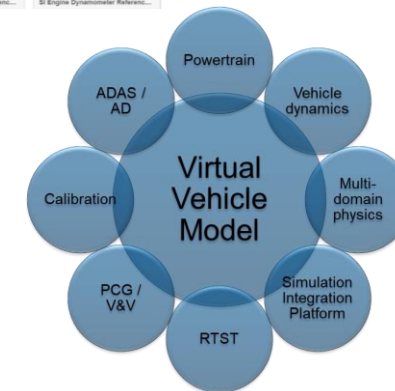 SI Engine Dynamometer Referenc...
Powertrain
ADAS /
AD
Vehicle
dynamics
Calibration
Virtual
Vehicle
Model
Multi-
domain
physics
PCG /
V&V
Simulation
Integration
Platform
RTST